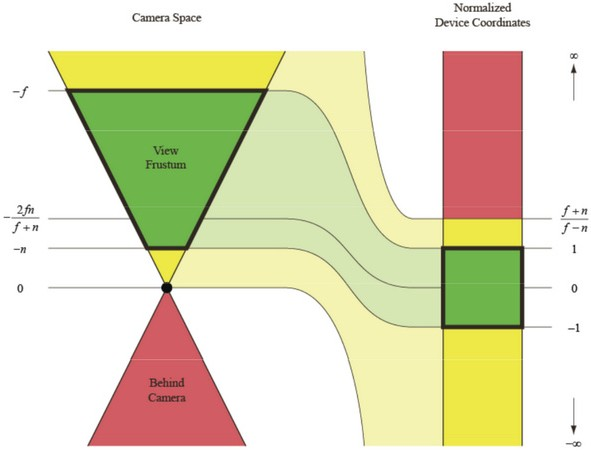 Camera Space
Normalized
Device Coordinates
∞
−f
View
Frustum
−2fn/(f+n)
(f+n)/(f−n)
−n
1
0
0
−1
Behind
Camera
−∞